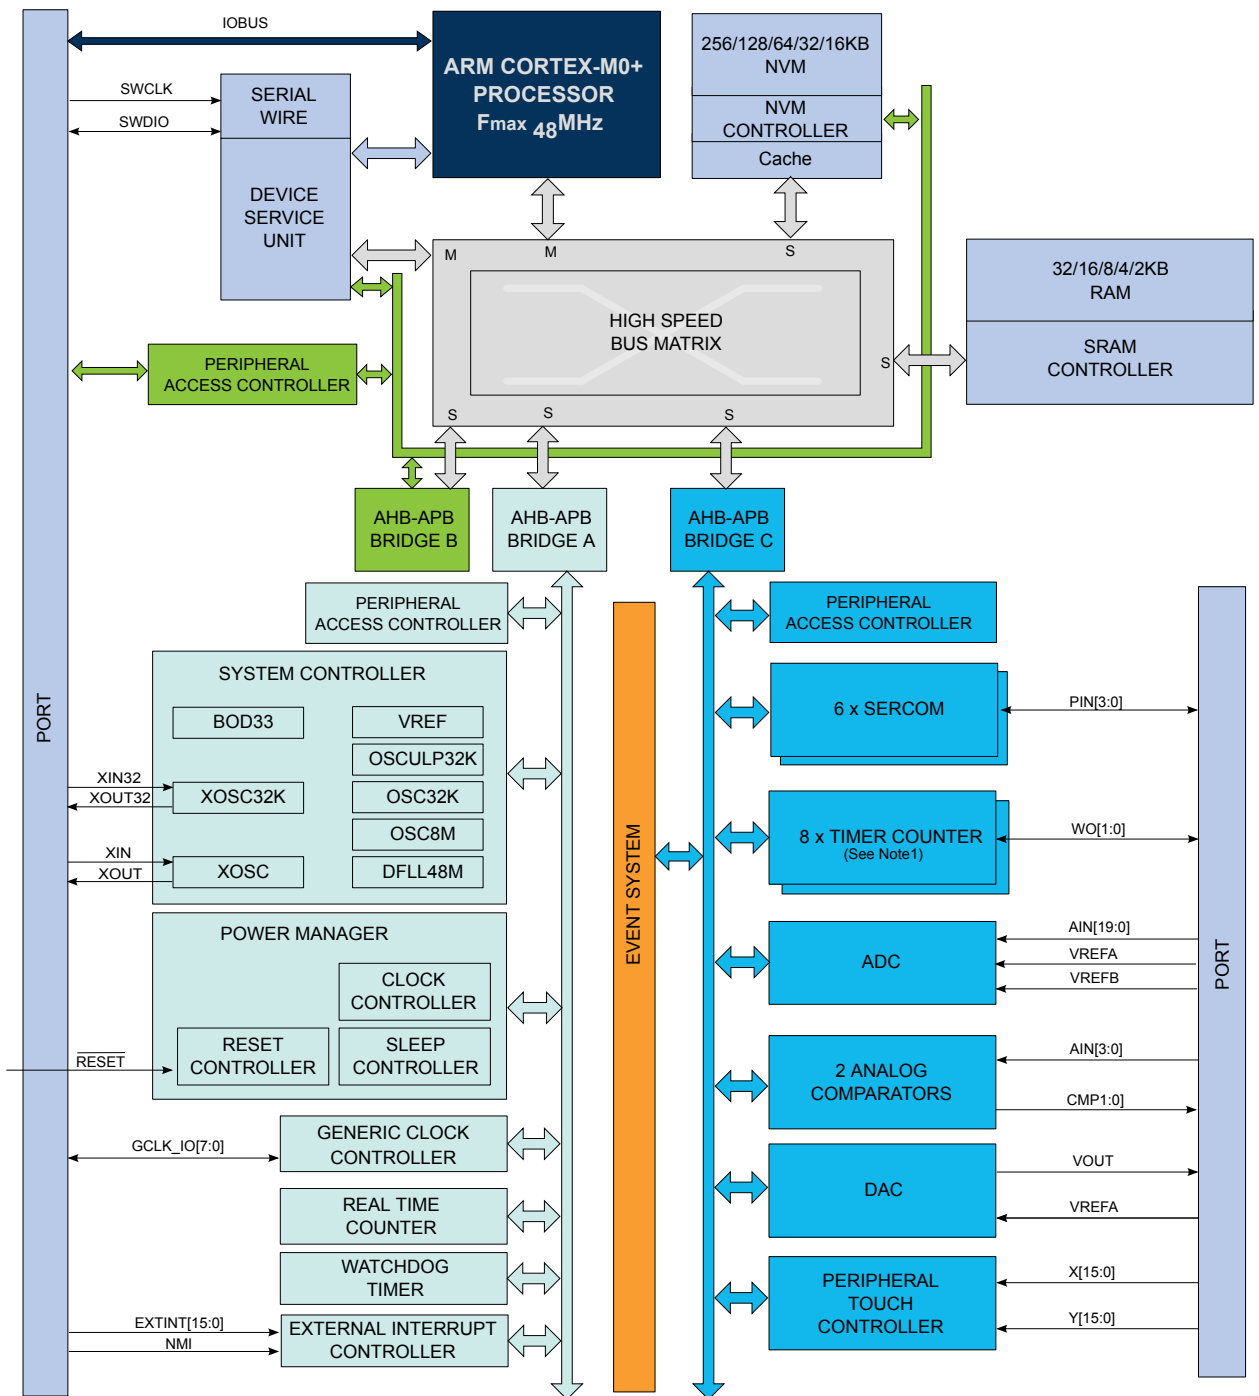 IOBUS
ARM CORTEX-M0+
PROCESSOR
Fmax 48MHz
256/128/64/32/16KB
NVM
NVM
CONTROLLER
Cache
SWCLK
SWDIO
SERIAL
WIRE
DEVICE
SERVICE
UNIT
M
M
S
HIGH SPEED
BUS MATRIX
S
S
S
S
32/16/8/4/2KB
RAM
SRAM
CONTROLLER
PERIPHERAL
ACCESS CONTROLLER
AHB-APB
BRIDGE B
AHB-APB
BRIDGE A
AHB-APB
BRIDGE C
PORT
PERIPHERAL
ACCESS CONTROLLER
SYSTEM CONTROLLER
BOD33
VREF
OSCULP32K
XIN32
XOUT32
XOSC32K
OSC32K
OSC8M
XIN
XOUT
XOSC
DFLL48M
POWER MANAGER
CLOCK
CONTROLLER
RESET
RESET
CONTROLLER
SLEEP
CONTROLLER
GCLK_IO[7:0]
GENERIC CLOCK
CONTROLLER
REAL TIME
COUNTER
WATCHDOG
TIMER
EXTINT[15:0]
NMI
EXTERNAL INTERRUPT
CONTROLLER
EVENT SYSTEM
PERIPHERAL
ACCESS CONTROLLER
6 x SERCOM
PIN[3:0]
8 x TIMER COUNTER
(See Note1)
WO[1:0]
ADC
AIN[19:0]
VREFA
VREFB
2 ANALOG
COMPARATORS
AIN[3:0]
CMP1:0]
DAC
VOUT
VREFA
PERIPHERAL
TOUCH
CONTROLLER
X[15:0]
Y[15:0]
PORT